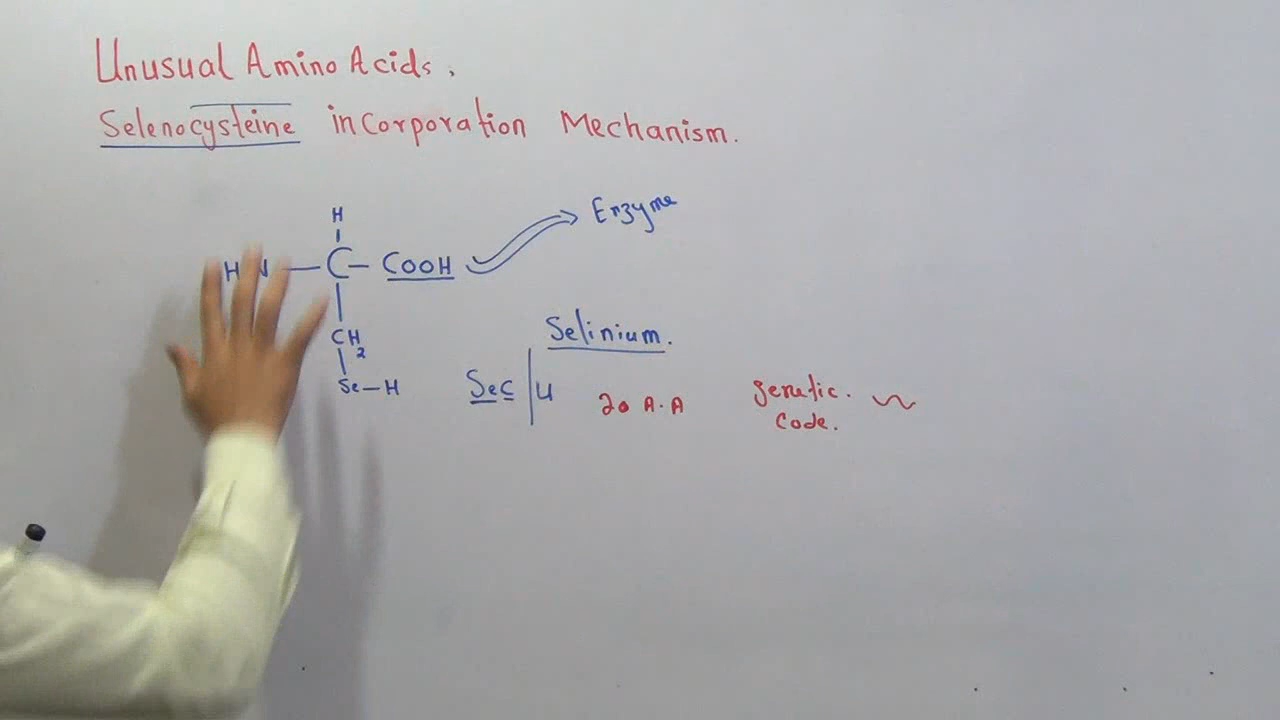 Unusual Amino Acids.
Selenocysteine incorporation Mechanism.
H
H N — C — COOH
Enzyme
CH2
Se — H
Selinium.
Sec | U
20 A.A
genetic.
Code.